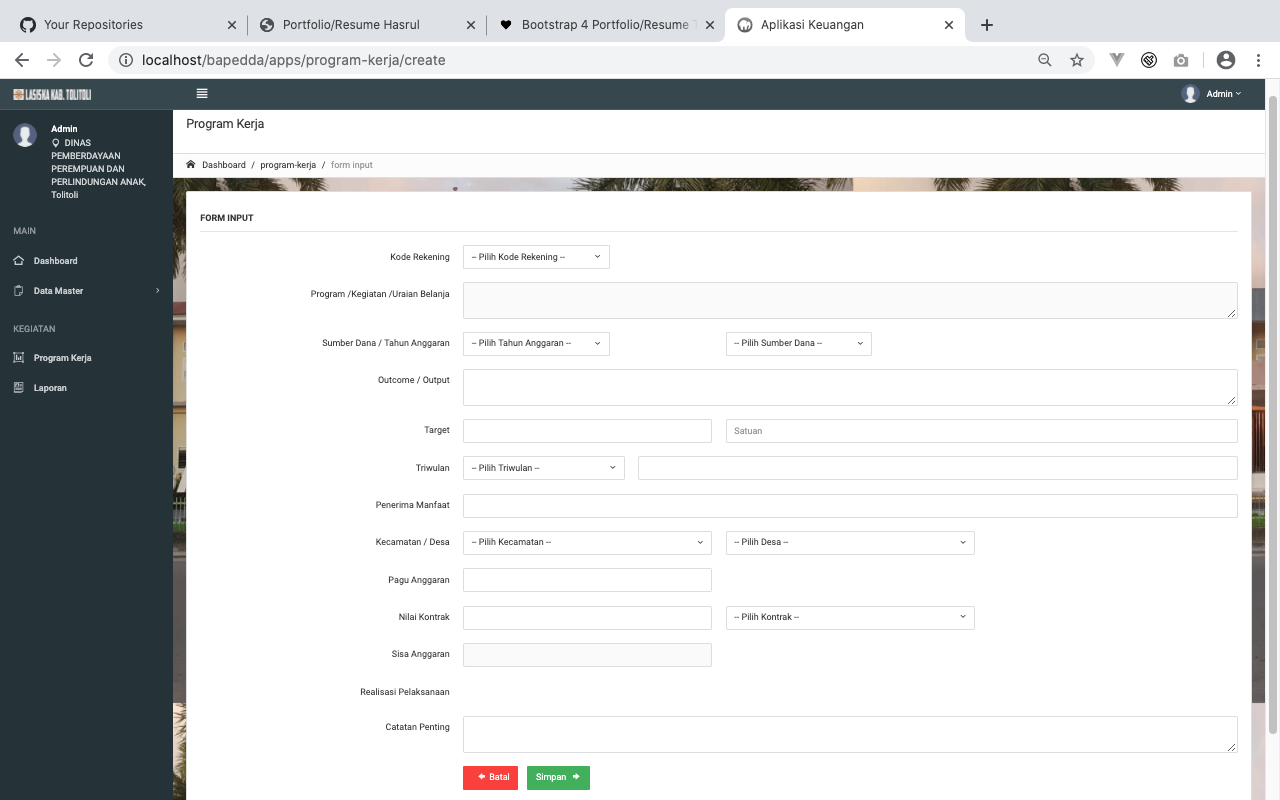 Your Repositories
Portfolio/Resume Hasrul
Bootstrap 4 Portfolio/Resume
Aplikasi Keuangan
localhost/bapedda/apps/program-kerja/create
LASISKA KAB. TOLITOLI
Admin
Admin
DINAS
PEMBERDAYAAN
PEREMPUAN DAN
PERLINDUNGAN ANAK,
Tolitoli
MAIN
Dashboard
Data Master
KEGIATAN
Program Kerja
Laporan
Program Kerja
Dashboard / program-kerja / form input
FORM INPUT
Kode Rekening -- Pilih Kode Rekening --
Program /Kegiatan /Uraian Belanja
Sumber Dana / Tahun Anggaran -- Pilih Tahun Anggaran -- -- Pilih Sumber Dana --
Outcome / Output
Target Satuan
Triwulan -- Pilih Triwulan --
Penerima Manfaat
Kecamatan / Desa -- Pilih Kecamatan -- -- Pilih Desa --
Pagu Anggaran
Nilai Kontrak -- Pilih Kontrak --
Sisa Anggaran
Realisasi Pelaksanaan
Catatan Penting
Batal Simpan